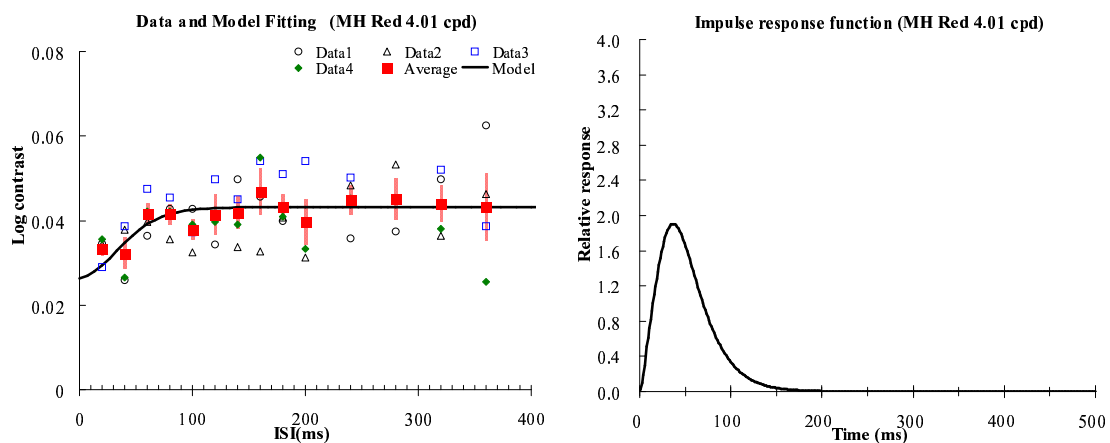 Data and Model Fitting (MH Red 4.01 cpd)
Data1 Data2 Data3
Data4 Average Model
Log contrast
0.08
0.06
0.04
0.02
0
0 100 200 300 400
ISI(ms)
Impulse response function (MH Red 4.01 cpd)
Relative response
4.0
3.6
3.2
2.8
2.4
2.0
1.6
1.2
0.8
0.4
0.0
0 100 200 300 400 500
Time (ms)